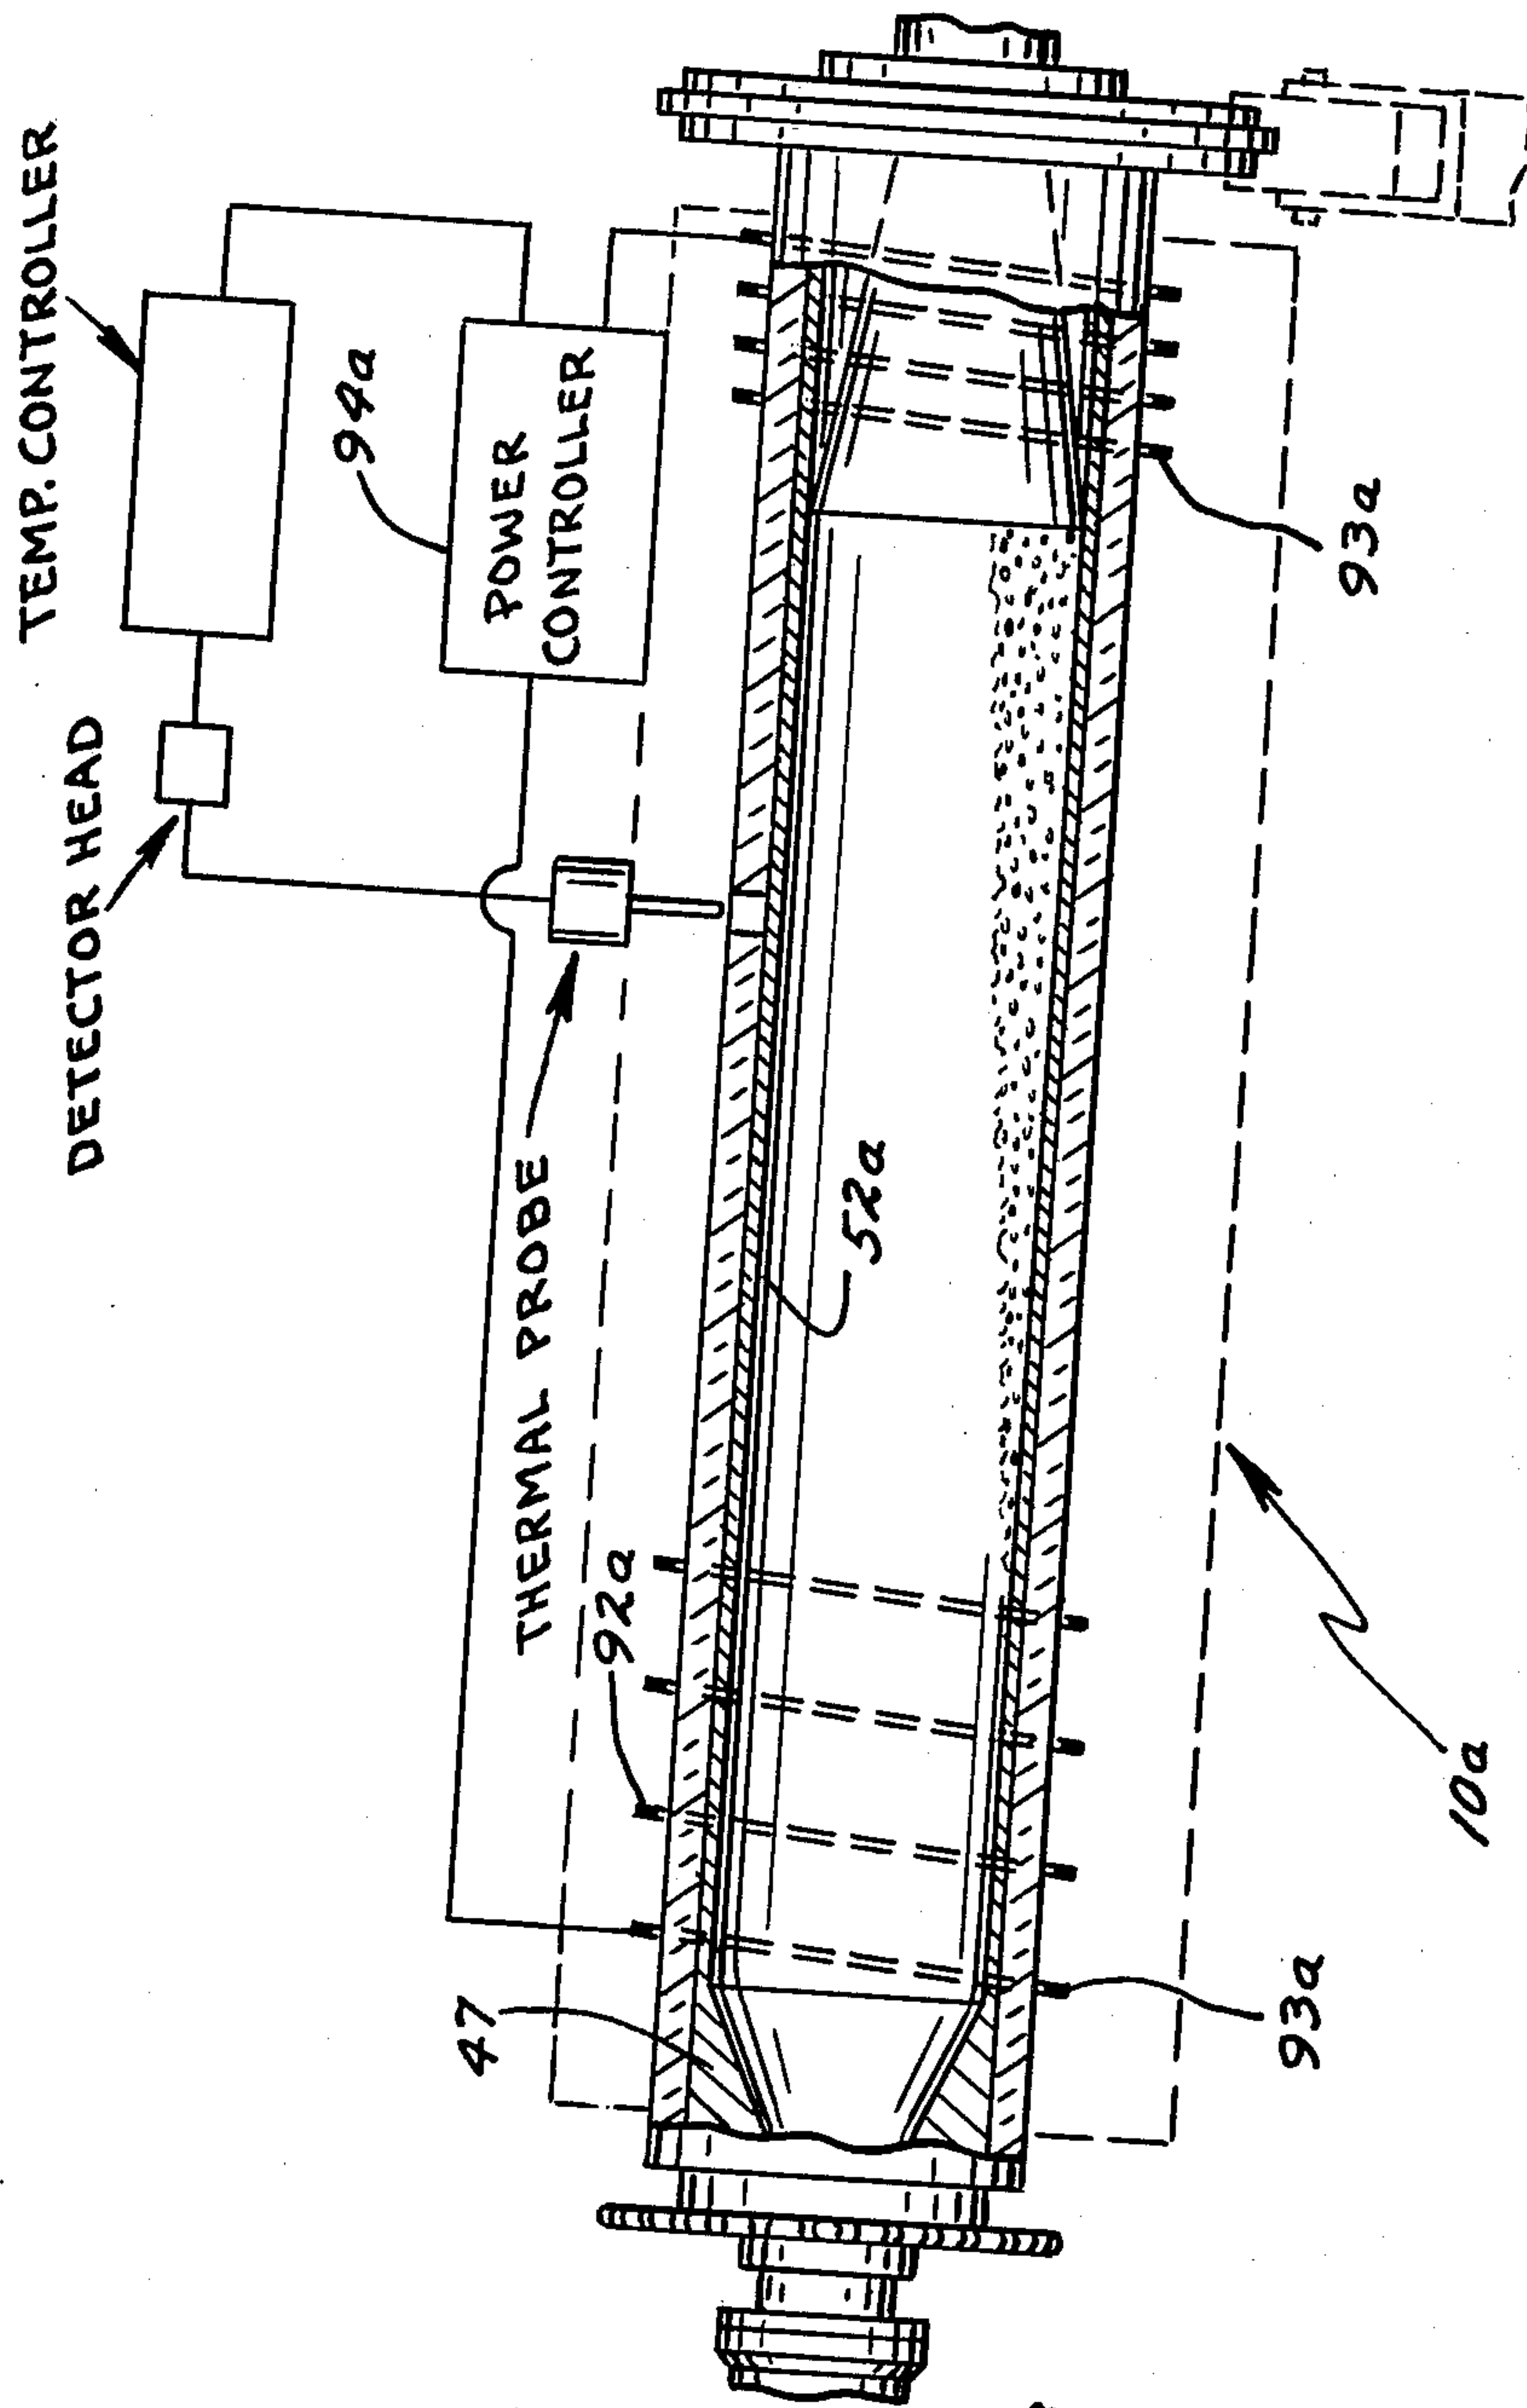 TEMP. CONTROLLER
DETECTOR HEAD
94a
POWER
CONTROLLER
THERMAL PROBE
92a
52a
47
93a
93a
10a